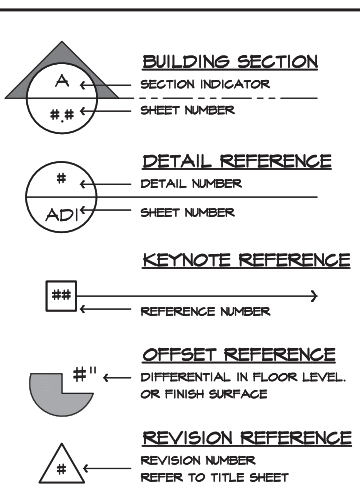 BUILDING SECTION
A
SECTION INDICATOR
#.#
SHEET NUMBER
DETAIL REFERENCE
#
DETAIL NUMBER
AD1
SHEET NUMBER
KEYNOTE REFERENCE
##
REFERENCE NUMBER
OFFSET REFERENCE
#"
DIFFERENTIAL IN FLOOR LEVEL.
OR FINISH SURFACE
REVISION REFERENCE
REVISION NUMBER
#
REFER TO TITLE SHEET